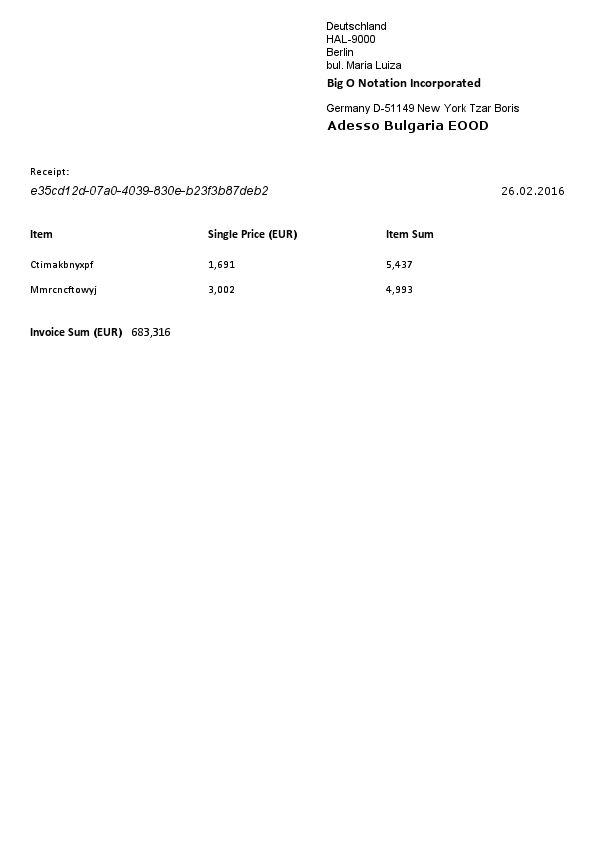 Deutschland
HAL-9000
Berlin
bul. Maria Luiza
Big O Notation Incorporated
Germany D-51149 New York Tzar Boris
Adesso Bulgaria EOOD
Receipt:
e35cd12d-07a0-4039-830e-b23f3b87deb2 26.02.2016
Item Single Price (EUR) Item Sum
Ctimakbnyxpf 1,691 5,437
Mmrcncftowyj 3,002 4,993
Invoice Sum (EUR) 683,316